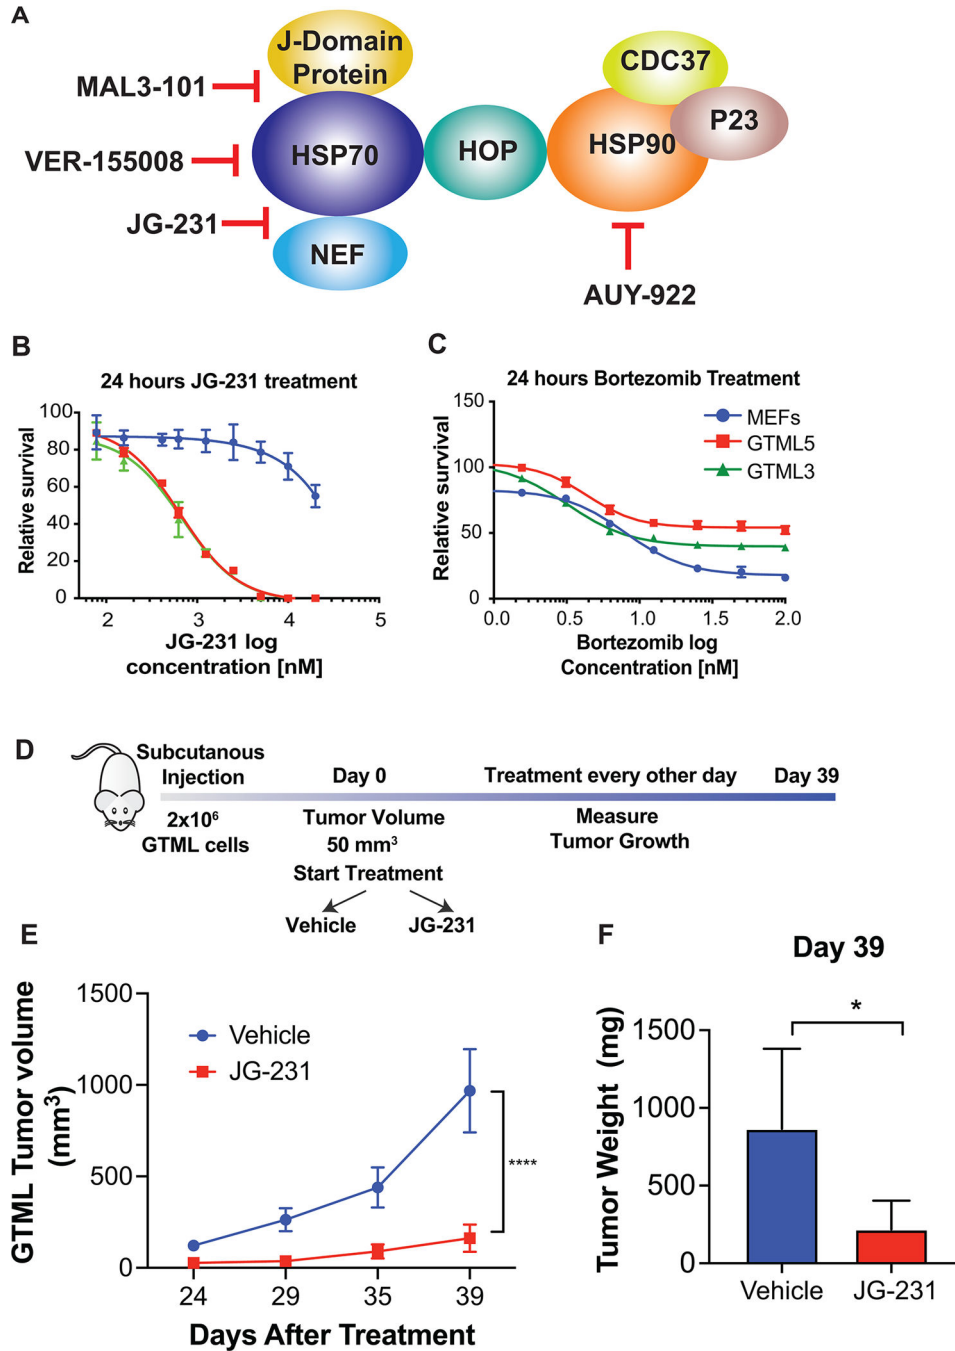 A
J-Domain
Protein
MAL3-101
HSP70
VER-155008
JG-231
NEF
HOP
CDC37
P23
HSP90
AUY-922
B
24 hours JG-231 treatment
Relative survival
100
80
60
40
20
0
2 3 4 5
JG-231 log
concentration [nM]
C
24 hours Bortezomib Treatment
Relative survival
150
100
50
0
MEFs
GTML5
GTML3
0.0 0.5 1.0 1.5 2.0
Bortezomib log
Concentration [nM]
D
Subcutanous
Injection
2x10⁶
GTML cells
Day 0
Tumor Volume
50 mm³
Start Treatment
Vehicle JG-231
Treatment every other day
Measure
Tumor Growth
Day 39
E
GTML Tumor volume
(mm³)
1500
1000
500
0
Vehicle
JG-231
****
24 29 35 39
Days After Treatment
F
Day 39
*
Tumor Weight (mg)
1500
1000
500
0
Vehicle JG-231